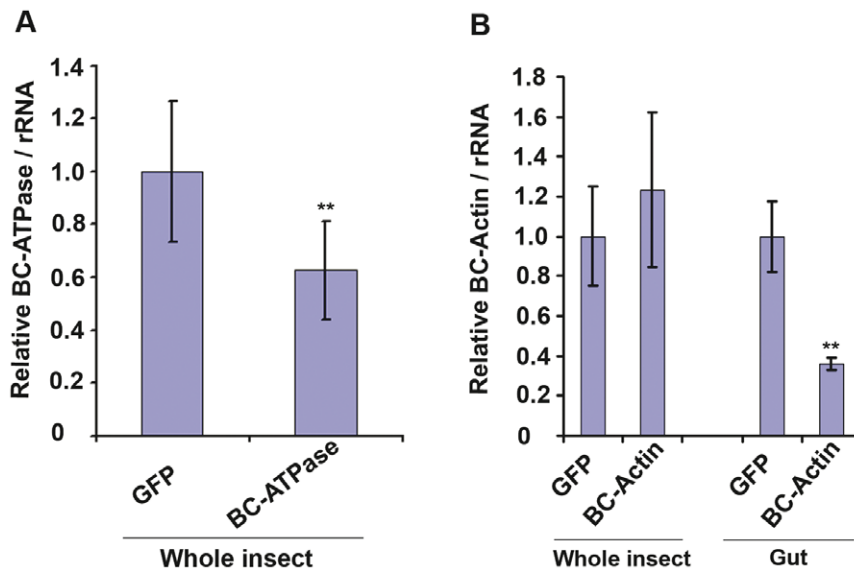 A
Relative BC-ATPase / rRNA
1.4
1.2
1.0
0.8
0.6
0.4
0.2
0
**
GFP
BC-ATPase
Whole insect
B
Relative BC-Actin / rRNA
1.8
1.6
1.4
1.2
1.0
0.8
0.6
0.4
0.2
0
**
GFP
BC-Actin
GFP
BC-Actin
Whole insect
Gut